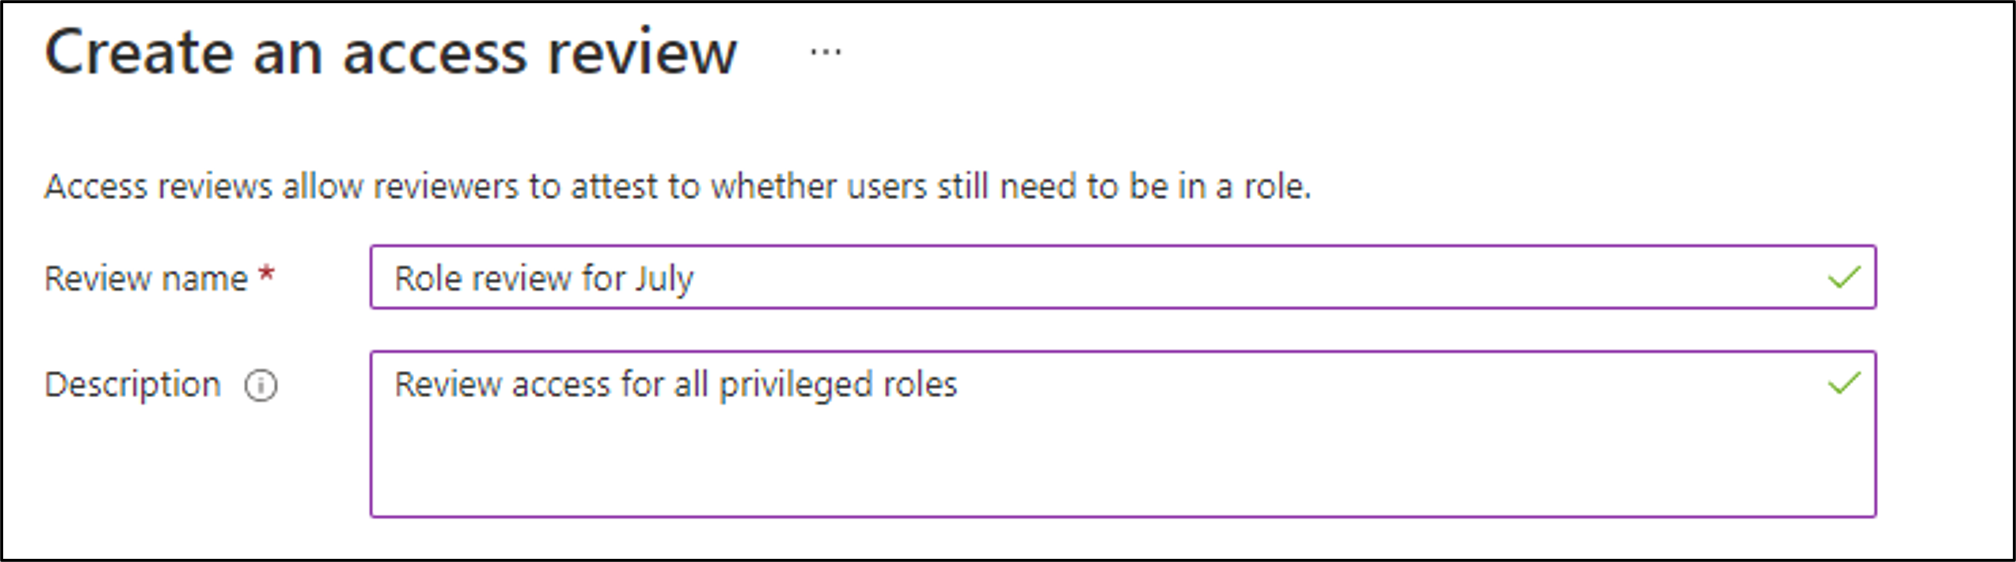 Create an access review ...
Access reviews allow reviewers to attest to whether users still need to be in a role.
Review name * Role review for July
Description Review access for all privileged roles